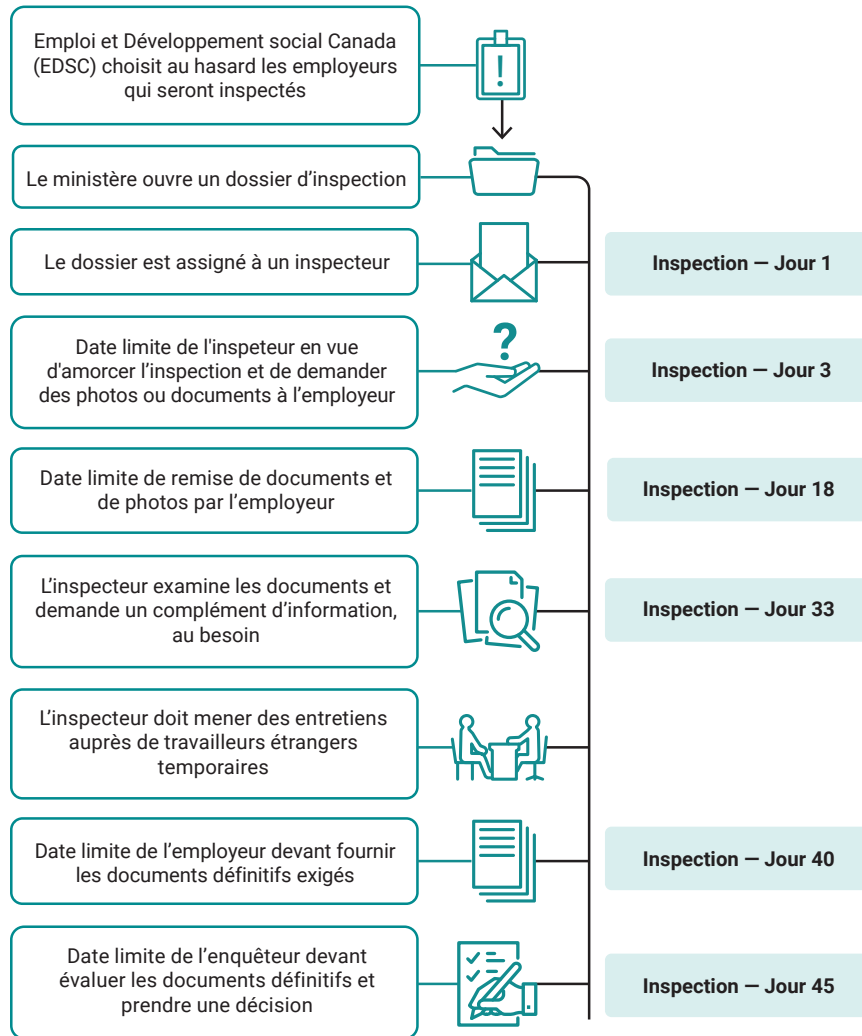 Emploi et Développement social Canada
(EDSC) choisit au hasard les employeurs
qui seront inspectés
Le ministère ouvre un dossier d’inspection
Le dossier est assigné à un inspecteur
Inspection — Jour 1
Date limite de l'inspeteur en vue
d'amorcer l’inspection et de demander
des photos ou documents à l’employeur
?
Inspection — Jour 3
Date limite de remise de documents et
de photos par l’employeur
Inspection — Jour 18
L’inspecteur examine les documents et
demande un complément d’information,
au besoin
Inspection — Jour 33
L’inspecteur doit mener des entretiens
auprès de travailleurs étrangers
temporaires
Date limite de l’employeur devant fournir
les documents définitifs exigés
Inspection — Jour 40
Date limite de l’enquêteur devant
évaluer les documents définitifs et
prendre une décision
Inspection — Jour 45